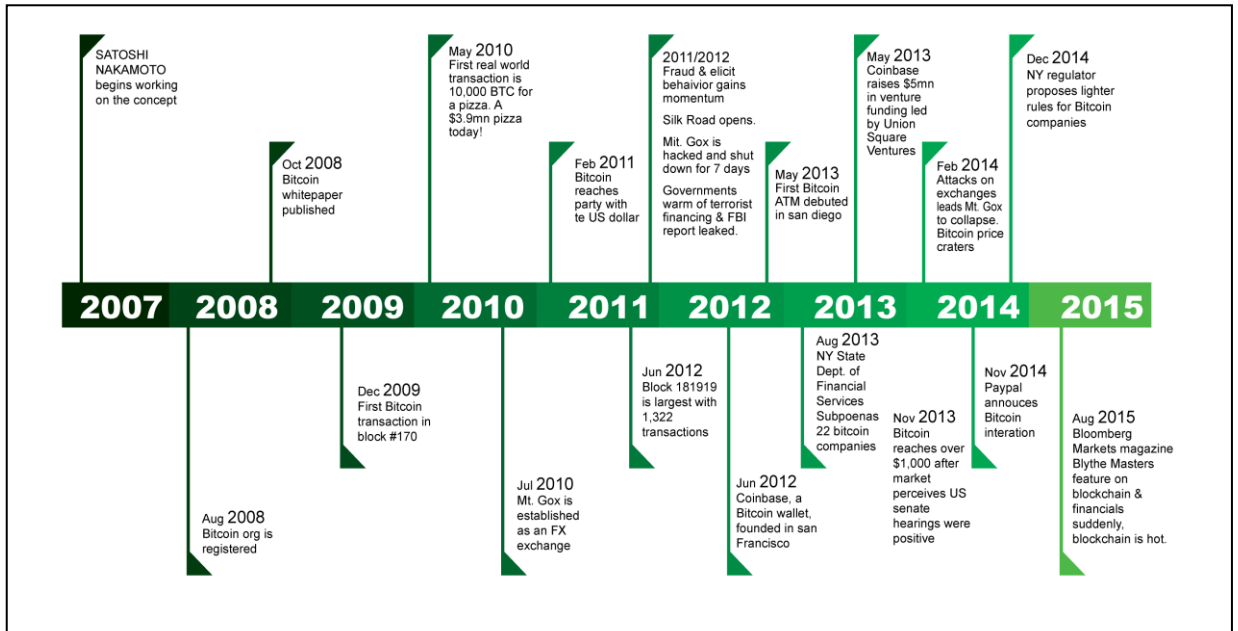 SATOSHI
NAKAMOTO
begins working
on the concept
Oct 2008
Bitcoin
whitepaper
published
May 2010
First real world
transaction is
10,000 BTC for
a pizza. A
$3.9mn pizza
today!
Feb 2011
Bitcoin
reaches
party with
te US dollar
2011/2012
Fraud & elicit
behaivior gains
momentum
Silk Road opens.
Mit. Gox is
hacked and shut
down for 7 days
Governments
warm of terrorist
financing & FBI
report leaked.
May 2013
First Bitcoin
ATM debuted
in san diego
May 2013
Coinbase
raises $5mn
in venture
funding led
by Union
Square
Ventures
Feb 2014
Attacks on
exchanges
leads Mt. Gox
to collapse.
Bitcoin price
craters
Dec 2014
NY regulator
proposes lighter
rules for Bitcoin
companies
2007 2008 2009 2010 2011 2012 2013 2014 2015
Aug 2008
Bitcoin org is
registered
Dec 2009
First Bitcoin
transaction in
block #170
Jul 2010
Mt. Gox is
established
as an FX
exchange
Jun 2012
Block 181919
is largest with
1,322
transactions
Jun 2012
Coinbase, a
Bitcoin wallet,
founded in san
Francisco
Aug 2013
NY State
Dept. of
Financial
Services
Subpoenas
22 bitcoin
companies
Nov 2013
Bitcoin
reaches over
$1,000 after
market
perceives US
senate
hearings were
positive
Nov 2014
Paypal
annouces
Bitcoin
interation
Aug 2015
Bloomberg
Markets magazine
Blythe Masters
feature on
blockchain &
financials
suddenly,
blockchain is hot.